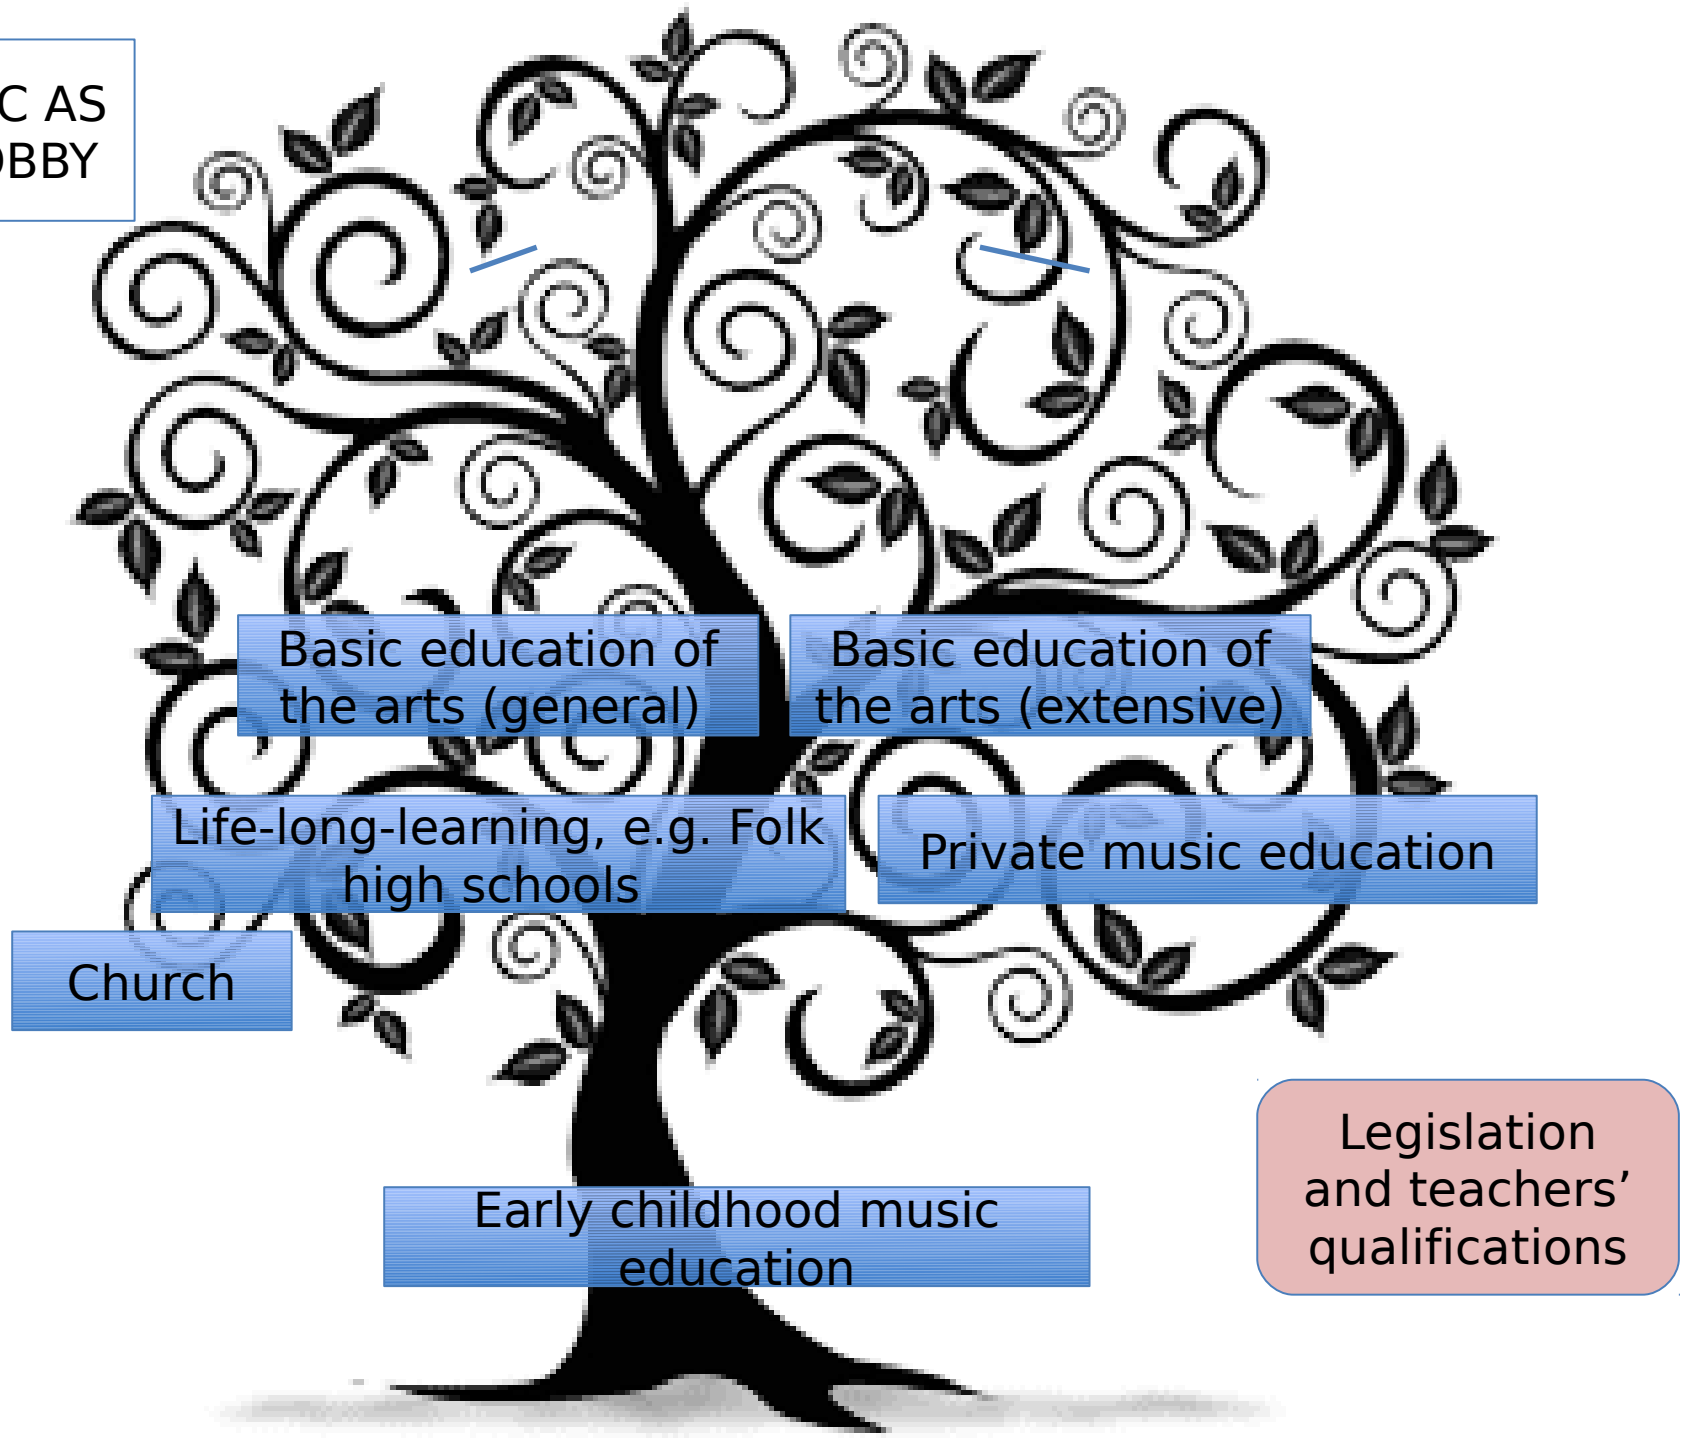 C AS
OBBY
Basic education of
the arts (general)
Basic education of
the arts (extensive)
Life-long-learning, e.g. Folk
high schools
Private music education
Church
Legislation
and teachers’
qualifications
Early childhood music
education